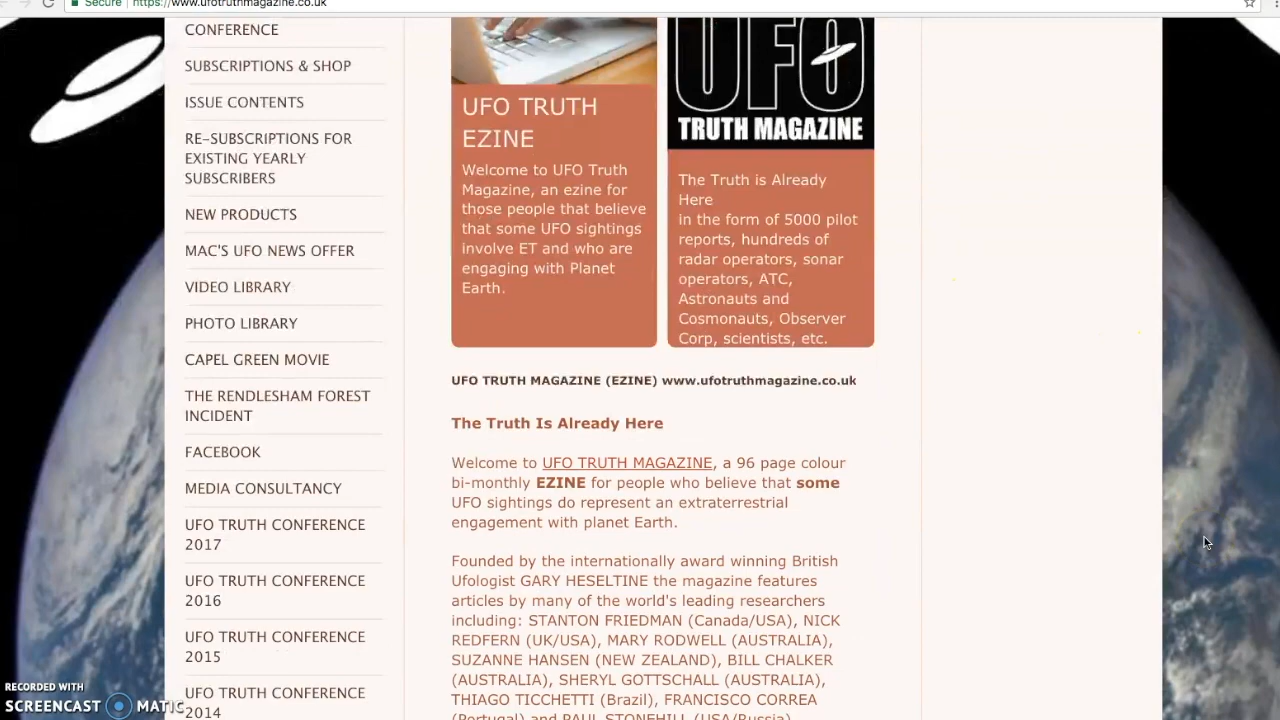 Secure
https://www.ufotruthmagazine.co.uk
CONFERENCE
SUBSCRIPTIONS & SHOP
ISSUE CONTENTS
RE-SUBSCRIPTIONS FOR
EXISTING YEARLY
SUBSCRIBERS
NEW PRODUCTS
MAC'S UFO NEWS OFFER
VIDEO LIBRARY
PHOTO LIBRARY
CAPEL GREEN MOVIE
THE RENDLESHAM FOREST
INCIDENT
FACEBOOK
MEDIA CONSULTANCY
UFO TRUTH CONFERENCE
2017
UFO TRUTH CONFERENCE
2016
UFO TRUTH CONFERENCE
2015
UFO TRUTH CONFERENCE
2014
UFO TRUTH
EZINE
Welcome to UFO Truth
Magazine, an ezine for
those people that believe
that some UFO sightings
involve ET and who are
engaging with Planet
Earth.
UFO
TRUTH MAGAZINE
The Truth is Already
Here
in the form of 5000 pilot
reports, hundreds of
radar operators, sonar
operators, ATC,
Astronauts and
Cosmonauts, Observer
Corp, scientists, etc.
UFO TRUTH MAGAZINE (EZINE) www.ufotruthmagazine.co.uk
The Truth Is Already Here
Welcome to UFO TRUTH MAGAZINE, a 96 page colour
bi-monthly EZINE for people who believe that some
UFO sightings do represent an extraterrestrial
engagement with planet Earth.
Founded by the internationally award winning British
Ufologist GARY HESELTINE the magazine features
articles by many of the world's leading researchers
including: STANTON FRIEDMAN (Canada/USA), NICK
REDFERN (UK/USA), MARY RODWELL (AUSTRALIA),
SUZANNE HANSEN (NEW ZEALAND), BILL CHALKER
(AUSTRALIA), SHERYL GOTTSCHALL (AUSTRALIA),
THIAGO TICCHETTI (Brazil), FRANCISCO CORREA
(Portugal) and PAUL STONEHILL (USA/Russia)
RECORDED WITH
SCREENCAST MATIC